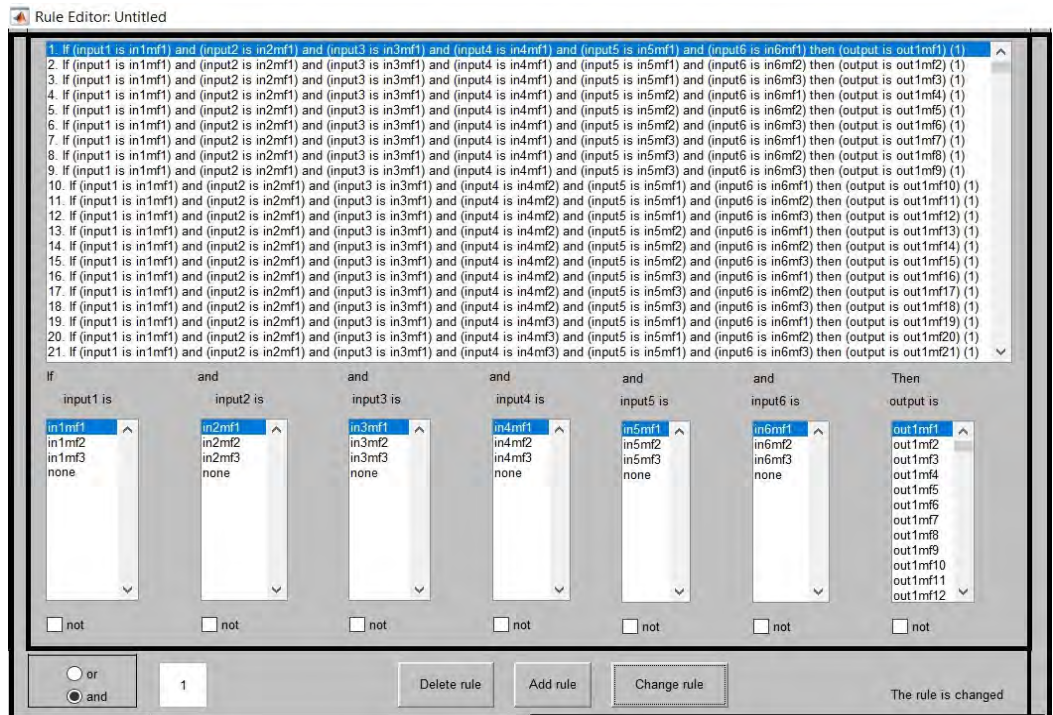 Rule Editor: Untitled
1. If (input1 is in1mf1) and (input2 is in2mf1) and (input3 is in3mf1) and (input4 is in4mf1) and (input5 is in5mf1) and (input6 is in6mf1) then (output is out1mf1) (1)
2. If (input1 is in1mf1) and (input2 is in2mf1) and (input3 is in3mf1) and (input4 is in4mf1) and (input5 is in5mf1) and (input6 is in6mf2) then (output is out1mf2) (1)
3. If (input1 is in1mf1) and (input2 is in2mf1) and (input3 is in3mf1) and (input4 is in4mf1) and (input5 is in5mf1) and (input6 is in6mf3) then (output is out1mf3) (1)
4. If (input1 is in1mf1) and (input2 is in2mf1) and (input3 is in3mf1) and (input4 is in4mf1) and (input5 is in5mf2) and (input6 is in6mf1) then (output is out1mf4) (1)
5. If (input1 is in1mf1) and (input2 is in2mf1) and (input3 is in3mf1) and (input4 is in4mf1) and (input5 is in5mf2) and (input6 is in6mf2) then (output is out1mf5) (1)
6. If (input1 is in1mf1) and (input2 is in2mf1) and (input3 is in3mf1) and (input4 is in4mf1) and (input5 is in5mf2) and (input6 is in6mf3) then (output is out1mf6) (1)
7. If (input1 is in1mf1) and (input2 is in2mf1) and (input3 is in3mf1) and (input4 is in4mf1) and (input5 is in5mf3) and (input6 is in6mf1) then (output is out1mf7) (1)
8. If (input1 is in1mf1) and (input2 is in2mf1) and (input3 is in3mf1) and (input4 is in4mf1) and (input5 is in5mf3) and (input6 is in6mf2) then (output is out1mf8) (1)
9. If (input1 is in1mf1) and (input2 is in2mf1) and (input3 is in3mf1) and (input4 is in4mf1) and (input5 is in5mf3) and (input6 is in6mf3) then (output is out1mf9) (1)
10. If (input1 is in1mf1) and (input2 is in2mf1) and (input3 is in3mf1) and (input4 is in4mf2) and (input5 is in5mf1) and (input6 is in6mf1) then (output is out1mf10) (1)
11. If (input1 is in1mf1) and (input2 is in2mf1) and (input3 is in3mf1) and (input4 is in4mf2) and (input5 is in5mf1) and (input6 is in6mf2) then (output is out1mf11) (1)
12. If (input1 is in1mf1) and (input2 is in2mf1) and (input3 is in3mf1) and (input4 is in4mf2) and (input5 is in5mf1) and (input6 is in6mf3) then (output is out1mf12) (1)
13. If (input1 is in1mf1) and (input2 is in2mf1) and (input3 is in3mf1) and (input4 is in4mf2) and (input5 is in5mf2) and (input6 is in6mf1) then (output is out1mf13) (1)
14. If (input1 is in1mf1) and (input2 is in2mf1) and (input3 is in3mf1) and (input4 is in4mf2) and (input5 is in5mf2) and (input6 is in6mf2) then (output is out1mf14) (1)
15. If (input1 is in1mf1) and (input2 is in2mf1) and (input3 is in3mf1) and (input4 is in4mf2) and (input5 is in5mf2) and (input6 is in6mf3) then (output is out1mf15) (1)
16. If (input1 is in1mf1) and (input2 is in2mf1) and (input3 is in3mf1) and (input4 is in4mf2) and (input5 is in5mf3) and (input6 is in6mf1) then (output is out1mf16) (1)
17. If (input1 is in1mf1) and (input2 is in2mf1) and (input3 is in3mf1) and (input4 is in4mf2) and (input5 is in5mf3) and (input6 is in6mf2) then (output is out1mf17) (1)
18. If (input1 is in1mf1) and (input2 is in2mf1) and (input3 is in3mf1) and (input4 is in4mf2) and (input5 is in5mf3) and (input6 is in6mf3) then (output is out1mf18) (1)
19. If (input1 is in1mf1) and (input2 is in2mf1) and (input3 is in3mf1) and (input4 is in4mf3) and (input5 is in5mf1) and (input6 is in6mf1) then (output is out1mf19) (1)
20. If (input1 is in1mf1) and (input2 is in2mf1) and (input3 is in3mf1) and (input4 is in4mf3) and (input5 is in5mf1) and (input6 is in6mf2) then (output is out1mf20) (1)
21. If (input1 is in1mf1) and (input2 is in2mf1) and (input3 is in3mf1) and (input4 is in4mf3) and (input5 is in5mf1) and (input6 is in6mf3) then (output is out1mf21) (1)
If and and and and and Then
input1 is input2 is input3 is input4 is input5 is input6 is output is
in1mf1 in2mf1 in3mf1 in4mf1 in5mf1 in6mf1 out1mf1
in1mf2 in2mf2 in3mf2 in4mf2 in5mf2 in6mf2 out1mf2
in1mf3 in2mf3 in3mf3 in4mf3 in5mf3 in6mf3 out1mf3
none none none none none none out1mf4
out1mf5
out1mf6
out1mf7
out1mf8
out1mf9
out1mf10
out1mf11
out1mf12
not not not not not not not
or
and
1
Delete rule Add rule Change rule
The rule is changed